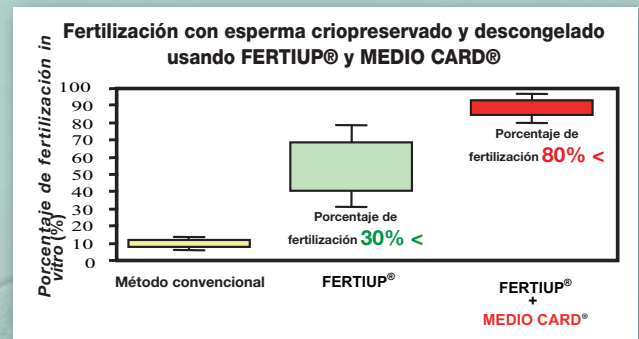 Fertilización con esperma criopreservado y descongelado
usando FERTIUP® y MEDIO CARD®
Porcentaje de fertilización in
vitro (%)
100
90
80
70
60
50
40
30
20
10
0
Porcentaje de
fertilización 80% <
Porcentaje de
fertilización 30% <
Método convencional
FERTIUP®
FERTIUP®
+
MEDIO CARD®